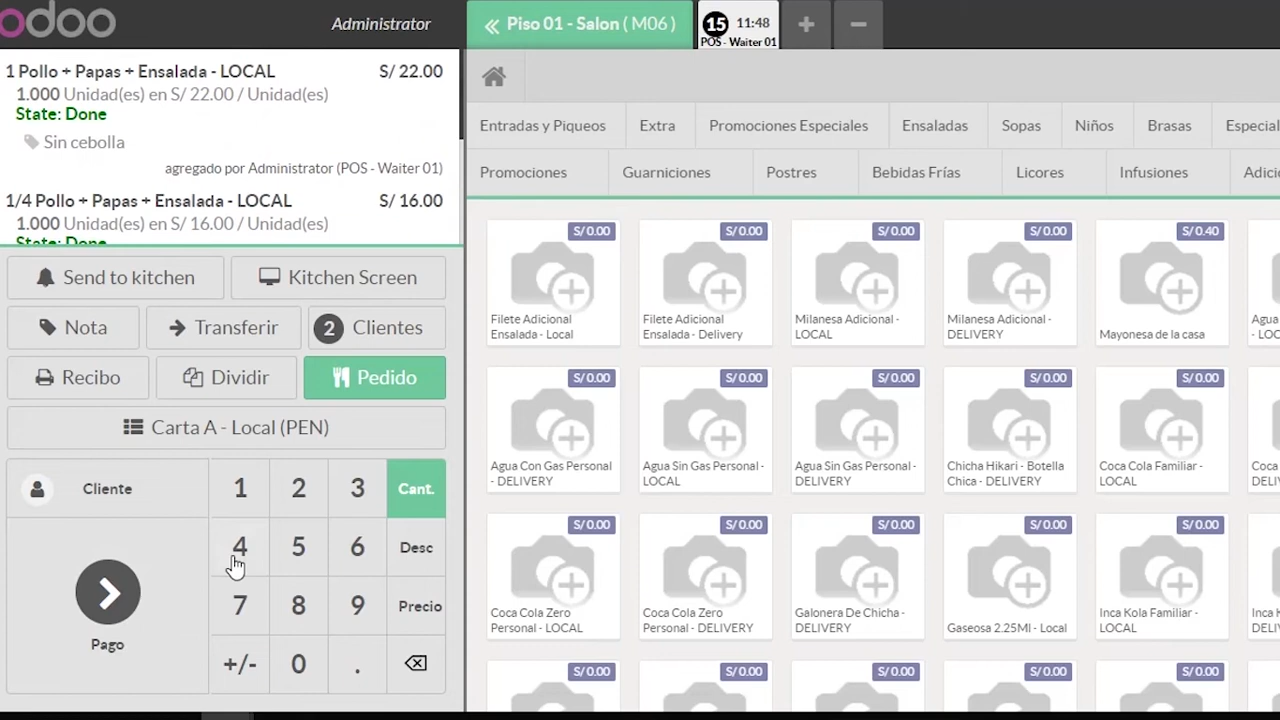 odoo
Administrator
Piso 01 - Salon ( M06 )
15 11:48
POS - Waiter 01
+
−
1 Pollo + Papas + Ensalada - LOCAL S/ 22.00
1.000 Unidad(es) en S/ 22.00 / Unidad(es)
State: Done
Sin cebolla
agregado por Administrator (POS - Waiter 01)
1/4 Pollo + Papas + Ensalada - LOCAL S/ 16.00
1.000 Unidad(es) en S/ 16.00 / Unidad(es)
State: Done
Send to kitchen
Kitchen Screen
Nota
Transferir
2 Clientes
Recibo
Dividir
Pedido
Carta A - Local (PEN)
Cliente
1 2 3 Cant.
4 5 6 Desc
7 8 9 Precio
+/- 0 .
Pago
Entradas y Piqueos Extra Promociones Especiales Ensaladas Sopas Niños Brasas Especial
Promociones Guarniciones Postres Bebidas Frías Licores Infusiones Adici
S/ 0.00 S/ 0.00 S/ 0.00 S/ 0.00 S/ 0.40
Filete Adicional
Ensalada - Local
Filete Adicional
Ensalada - Delivery
Milanesa Adicional -
LOCAL
Milanesa Adicional -
DELIVERY
Mayonesa de la casa
Agua
- LOC
S/ 0.00 S/ 0.00 S/ 0.00 S/ 0.00 S/ 0.00
Agua Con Gas Personal
- DELIVERY
Agua Sin Gas Personal -
LOCAL
Agua Sin Gas Personal -
DELIVERY
Chicha Hikari - Botella
Chica - DELIVERY
Coca Cola Familiar -
LOCAL
Coca
DELIV
S/ 0.00 S/ 0.00 S/ 0.00 S/ 0.00 S/ 0.00
Coca Cola Zero
Personal - LOCAL
Coca Cola Zero
Personal - DELIVERY
Galonera De Chicha -
DELIVERY
Gaseosa 2.25Ml - Local
Inca Kola Familiar -
LOCAL
Inca K
DELIV
S/ 0.00 S/ 0.00 S/ 0.00 S/ 0.00 S/ 0.00